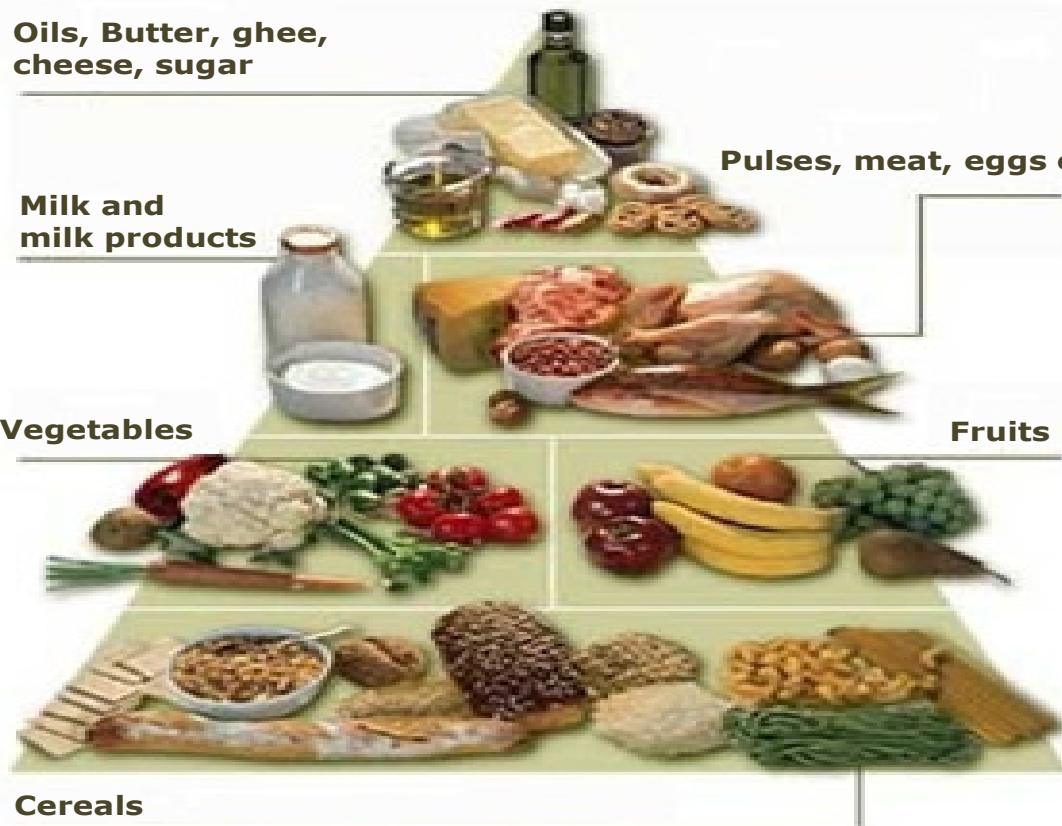 Oils, Butter, ghee,
cheese, sugar
Pulses, meat, eggs
Milk and
milk products
Vegetables
Fruits
Cereals